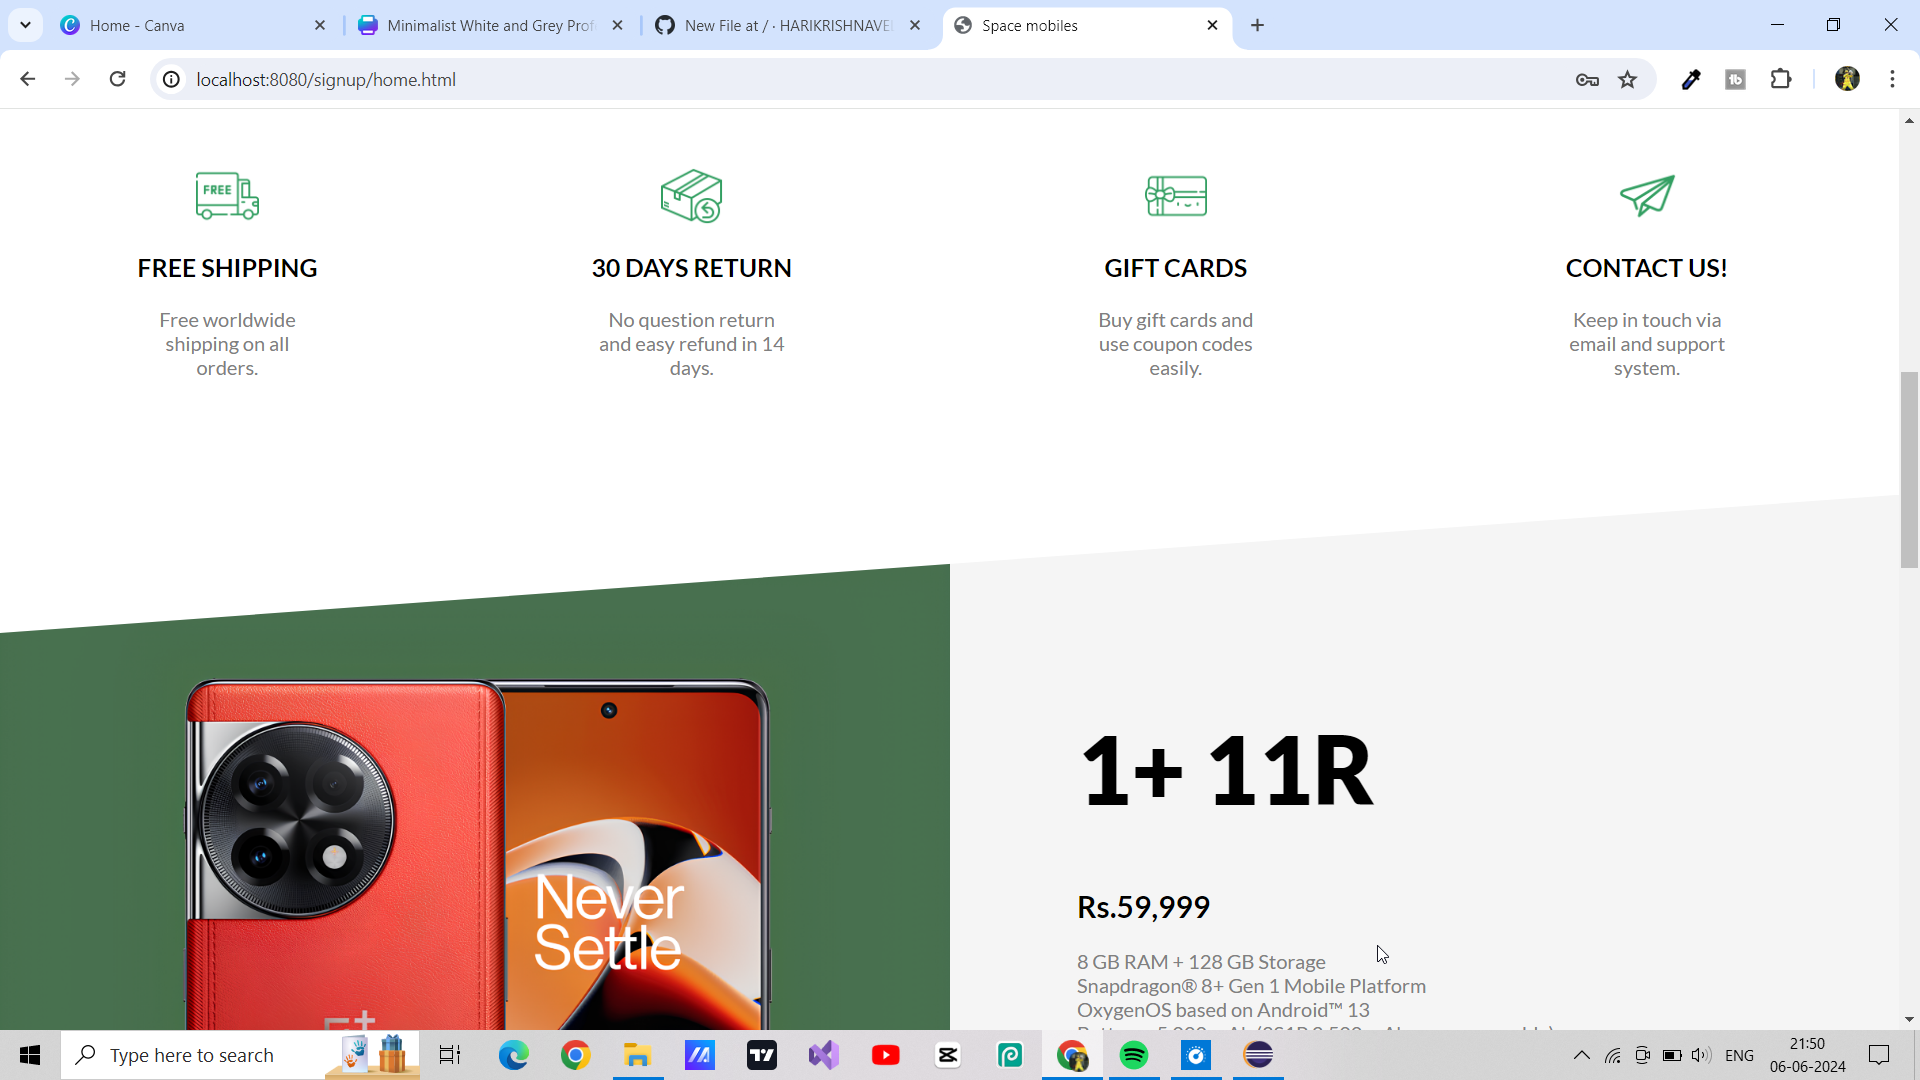 Home - Canva
Minimalist White and Grey Prof
New File at / · HARIKRISHNAVE
Space mobiles
localhost:8080/signup/home.html
FREE
FREE SHIPPING
Free worldwide
shipping on all
orders.
30 DAYS RETURN
No question return
and easy refund in 14
days.
GIFT CARDS
Buy gift cards and
use coupon codes
easily.
CONTACT US!
Keep in touch via
email and support
system.
Never
Settle
1+ 11R
Rs.59,999
8 GB RAM + 128 GB Storage
Snapdragon® 8+ Gen 1 Mobile Platform
OxygenOS based on Android™ 13
Type here to search
ENG
21:50
06-06-2024